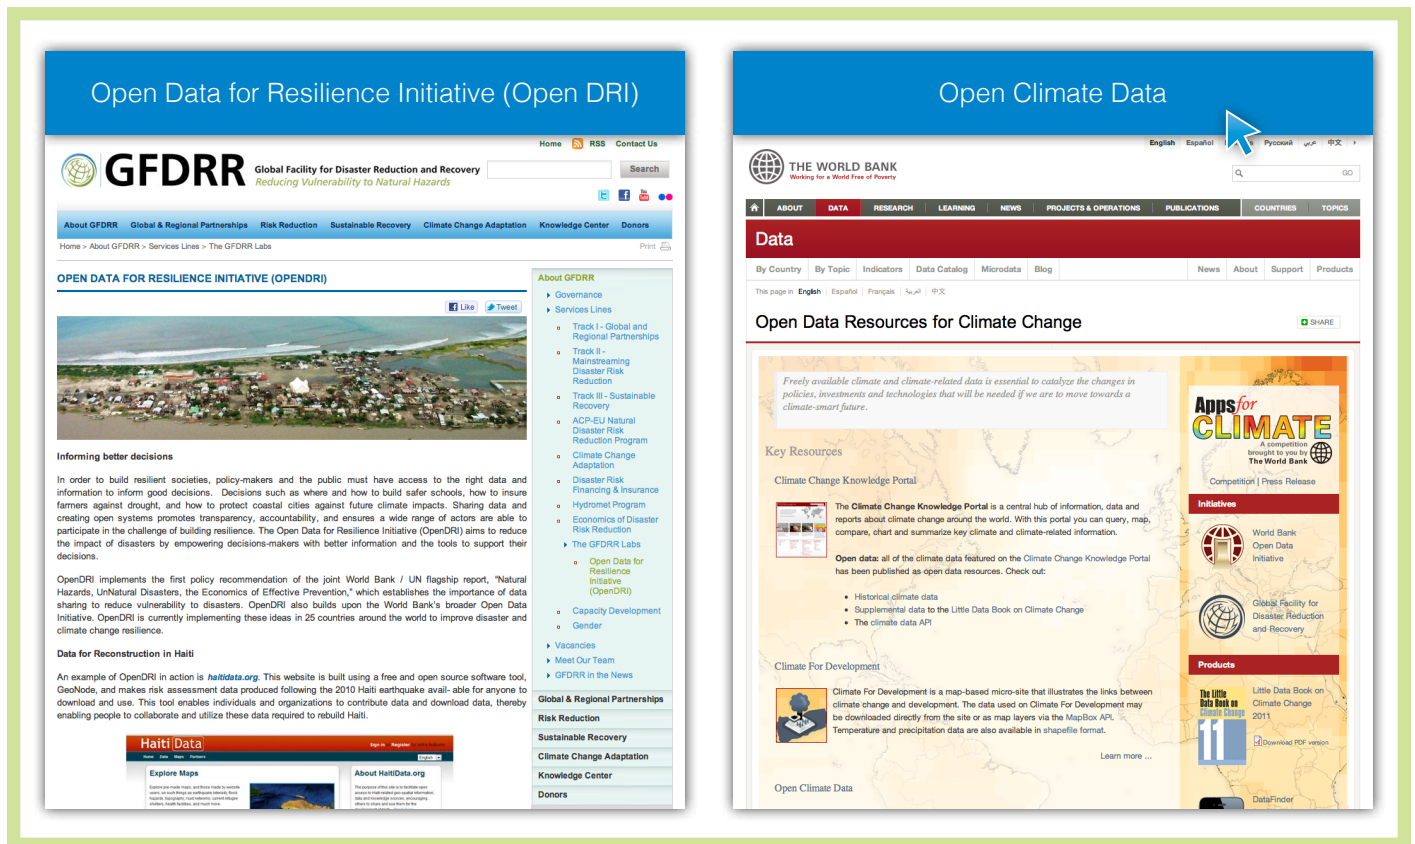 Open Data for Resilience Initiative (Open DRI)
Home RSS Contact Us
GFDRR
Global Facility for Disaster Reduction and Recovery
Reducing Vulnerability to Natural Hazards
Search
About GFDRR Global & Regional Partnerships Risk Reduction Sustainable Recovery Climate Change Adaptation Knowledge Center Donors
Home > About GFDRR > Services Lines > The GFDRR Labs
Print
OPEN DATA FOR RESILIENCE INITIATIVE (OPENDRI)
Like Tweet
Informing better decisions
In order to build resilient societies, policy-makers and the public must have access to the right data and
information to inform good decisions. Decisions such as where and how to build safer schools, how to insure
farmers against drought, and how to protect coastal cities against future climate impacts. Sharing data and
creating open systems promotes transparency, accountability, and ensures a wide range of actors are able to
participate in the challenge of building resilience. The Open Data for Resilience Initiative (OpenDRI) aims to reduce
the impact of disasters by empowering decisions-makers with better information and the tools to support their
decisions.
OpenDRI implements the first policy recommendation of the joint World Bank / UN flagship report, "Natural
Hazards, UnNatural Disasters, the Economics of Effective Prevention," which establishes the importance of data
sharing to reduce vulnerability to disasters. OpenDRI also builds upon the World Bank's broader Open Data
Initiative. OpenDRI is currently implementing these ideas in 25 countries around the world to improve disaster and
climate change resilience.
Data for Reconstruction in Haiti
An example of OpenDRI in action is haitidata.org. This website is built using a free and open source software tool,
GeoNode, and makes risk assessment data produced following the 2010 Haiti earthquake avail- able for anyone to
download and use. This tool enables individuals and organizations to contribute data and download data, thereby
enabling people to collaborate and utilize these data required to rebuild Haiti.
Haiti Data
Sign in Register
Home Data Maps Partners
English
Explore Maps
About HaitiData.org
About GFDRR
Governance
Services Lines
Track I - Global and
Regional Partnerships
Track II -
Mainstreaming
Disaster Risk
Reduction
Track III - Sustainable
Recovery
ACP-EU Natural
Disaster Risk
Reduction Program
Climate Change
Adaptation
Disaster Risk
Financing & Insurance
Hydromet Program
Economics of Disaster
Risk Reduction
The GFDRR Labs
Open Data for
Resilience
Initiative
(OpenDRI)
Capacity Development
Gender
Vacancies
Meet Our Team
GFDRR in the News
Global & Regional Partnerships
Risk Reduction
Sustainable Recovery
Climate Change Adaptation
Knowledge Center
Donors
Open Climate Data
English Español Русский عربي 中文
THE WORLD BANK
Working for a World Free of Poverty
GO
ABOUT DATA RESEARCH LEARNING NEWS PROJECTS & OPERATIONS PUBLICATIONS COUNTRIES TOPICS
Data
By Country By Topic Indicators Data Catalog Microdata Blog News About Support Products
This page in English Español Français العربية 中文
Open Data Resources for Climate Change
SHARE
Freely available climate and climate-related data is essential to catalyze the changes in
policies, investments and technologies that will be needed if we are to move towards a
climate-smart future.
Key Resources
Climate Change Knowledge Portal
The Climate Change Knowledge Portal is a central hub of information, data and
reports about climate change around the world. With this portal you can query, map,
compare, chart and summarize key climate and climate-related information.
Open data: all of the climate data featured on the Climate Change Knowledge Portal
has been published as open data resources. Check out:
Historical climate data
Supplemental data to the Little Data Book on Climate Change
The climate data API
Climate For Development
Climate For Development is a map-based micro-site that illustrates the links between
climate change and development. The data used on Climate For Development may
be downloaded directly from the site or as map layers via the MapBox API.
Temperature and precipitation data are also available in shapefile format.
Learn more ...
Open Climate Data
Apps for
CLIMATE
A competition
brought to you by
The World Bank
Competition | Press Release
Initiatives
World Bank
Open Data
Initiative
Global Facility for
Disaster Reduction
and Recovery
Products
The Little
Data Book on
Climate Change
11
Little Data Book on
Climate Change
2011
Download PDF version
DataFinder